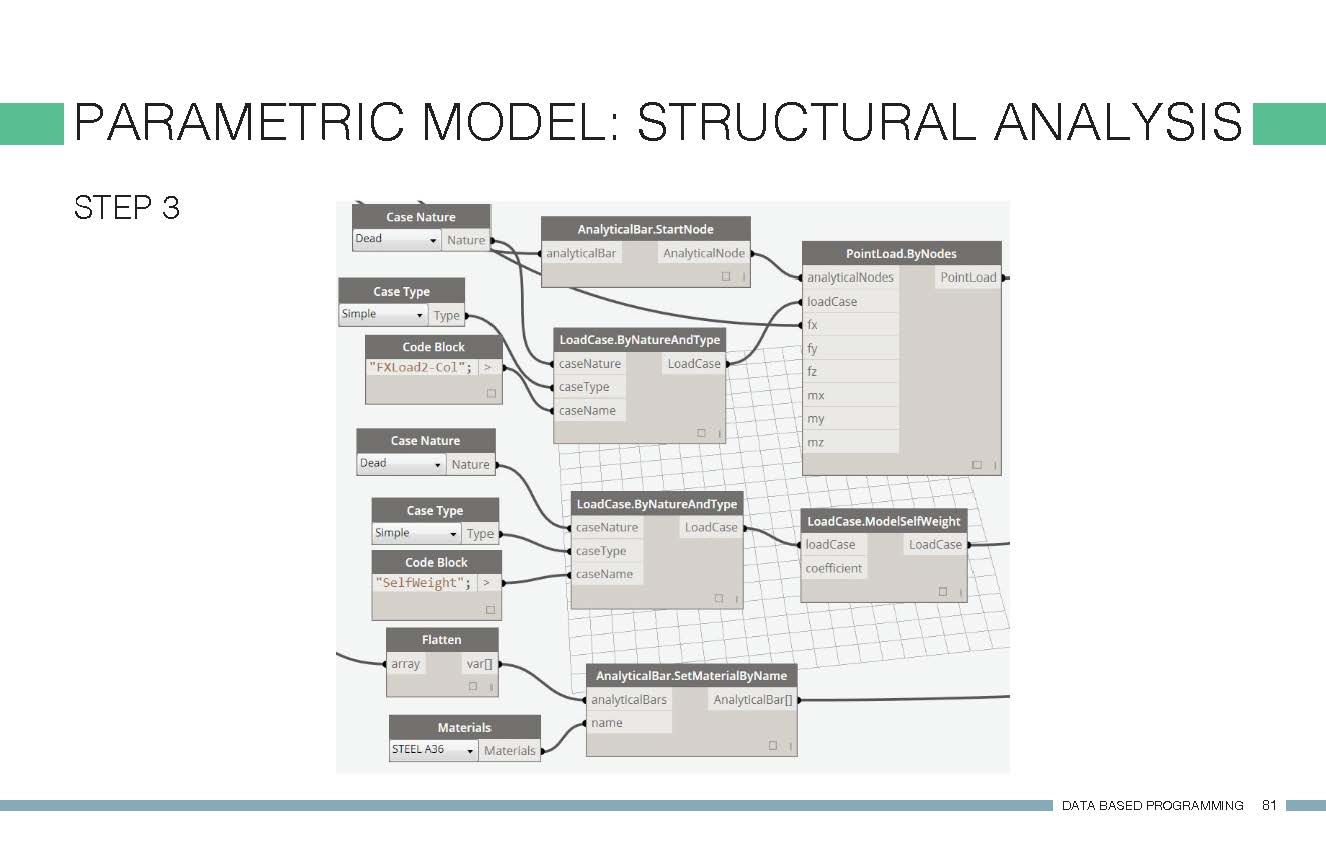 PARAMETRIC MODEL: STRUCTURAL ANALYSIS
STEP 3
Case Nature
Dead
Nature
AnalyticalBar.StartNode
analyticalBar
AnalyticalNode
PointLoad.ByNodes
analyticalNodes
PointLoad
loadCase
fx
fy
fz
mx
my
mz
Case Type
Simple
Type
Code Block
"FXLoad2-Col"; >
LoadCase.ByNatureAndType
caseNature
LoadCase
caseType
caseName
Case Nature
Dead
Nature
Case Type
Simple
Type
Code Block
"SelfWeight"; >
LoadCase.ByNatureAndType
caseNature
LoadCase
caseType
caseName
LoadCase.ModelSelfWeight
loadCase
LoadCase
coefficient
Flatten
array
var[]
Materials
STEEL A36
Materials
AnalyticalBar.SetMaterialByName
analyticalBars
AnalyticalBar[]
name
DATA BASED PROGRAMMING 81